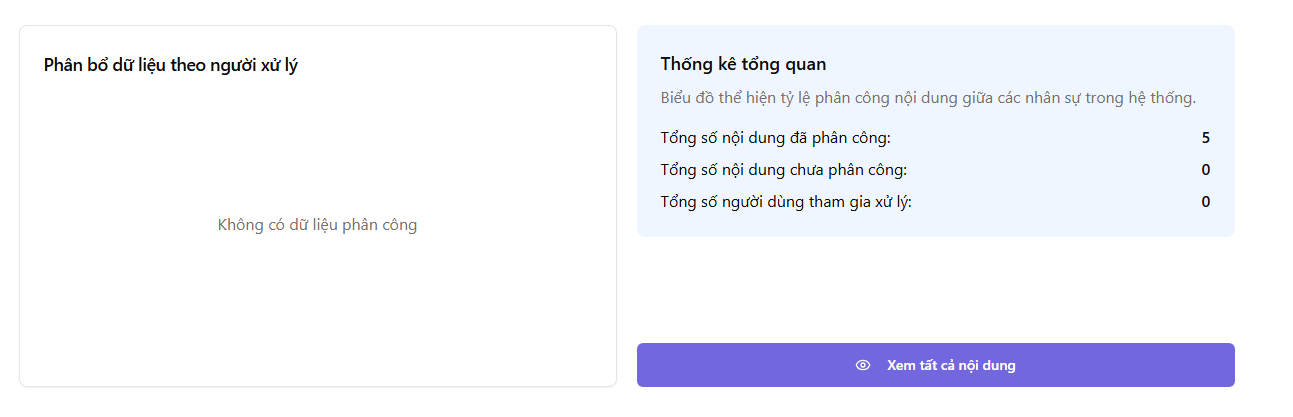 Phân bổ dữ liệu theo người xử lý
Không có dữ liệu phân công
Thống kê tổng quan
Biểu đồ thể hiện tỷ lệ phân công nội dung giữa các nhân sự trong hệ thống.
Tổng số nội dung đã phân công: 5
Tổng số nội dung chưa phân công: 0
Tổng số người dùng tham gia xử lý: 0
Xem tất cả nội dung